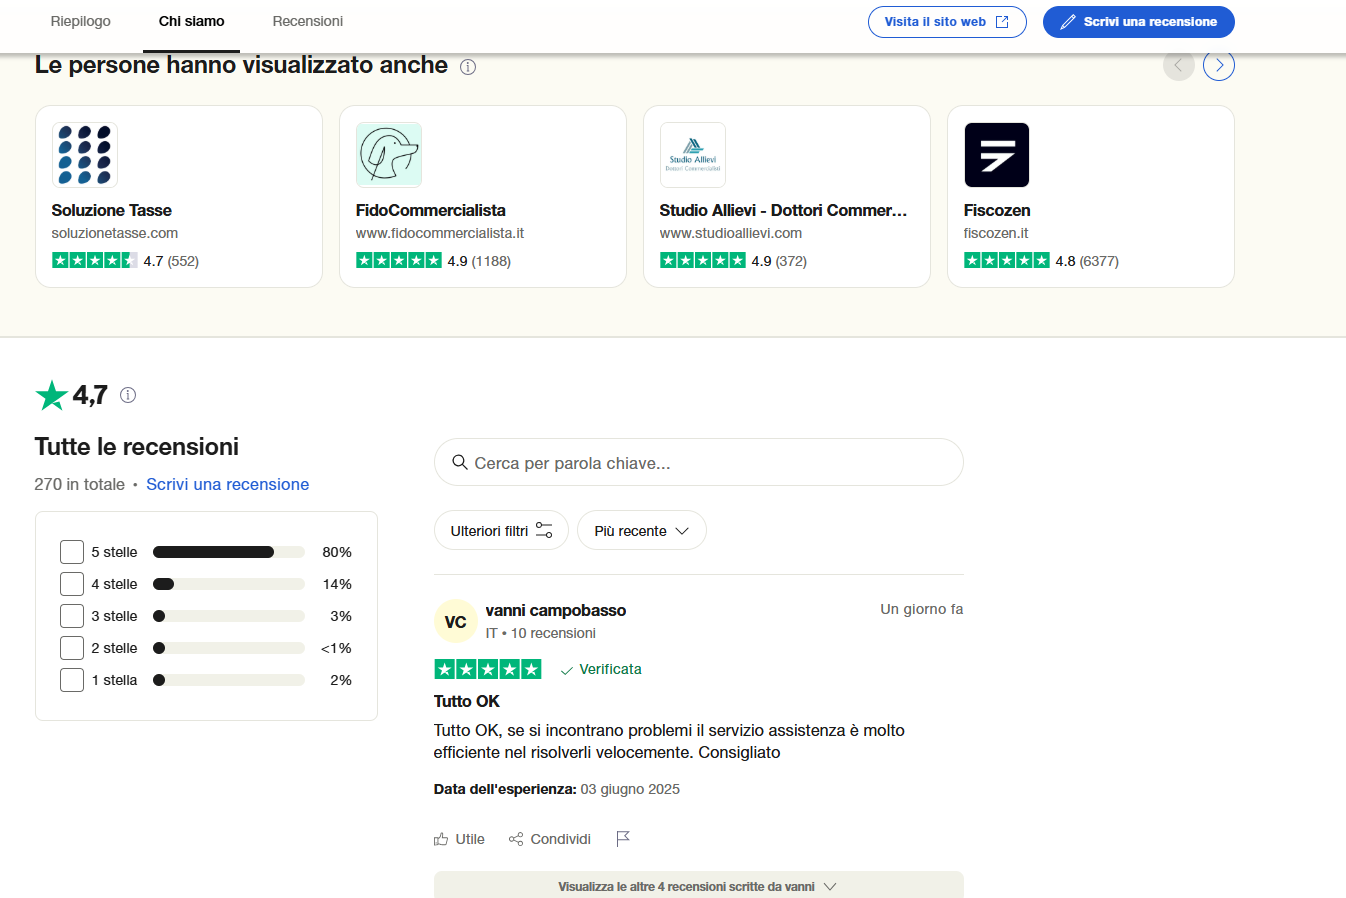 Riepilogo
Chi siamo
Recensioni
Visita il sito web
Scrivi una recensione
Le persone hanno visualizzato anche
Soluzione Tasse
soluzionetasse.com
4.7 (552)
FidoCommercialista
www.fidocommercialista.it
4.9 (1188)
Studio Allievi
Dottori Commercialisti
Studio Allievi - Dottori Commer...
www.studioallievi.com
4.9 (372)
Fiscozen
fiscozen.it
4.8 (6377)
4,7
Tutte le recensioni
270 in totale • Scrivi una recensione
5 stelle 80%
4 stelle 14%
3 stelle 3%
2 stelle <1%
1 stella 2%
Cerca per parola chiave...
Ulteriori filtri
Più recente
VC
vanni campobasso
IT • 10 recensioni
Un giorno fa
Verificata
Tutto OK
Tutto OK, se si incontrano problemi il servizio assistenza è molto
efficiente nel risolverli velocemente. Consigliato
Data dell'esperienza: 03 giugno 2025
Utile
Condividi
Visualizza le altre 4 recensioni scritte da vanni